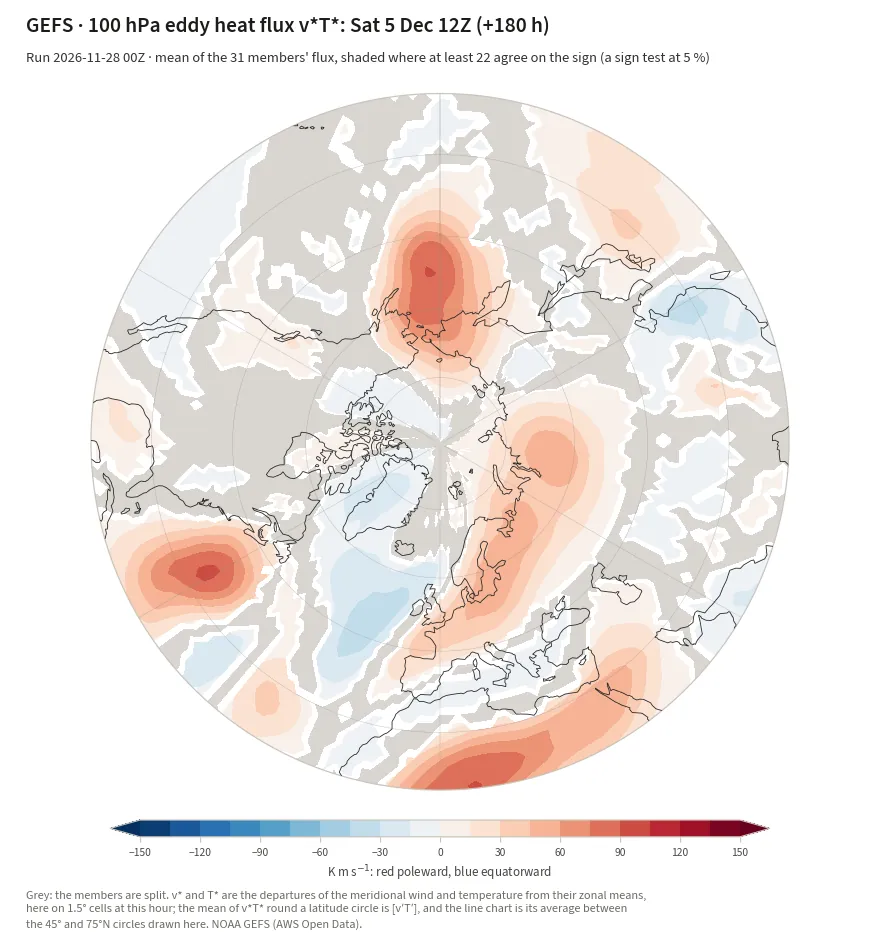 GEFS · 100 hPa eddy heat flux v*T*: Sat 5 Dec 12Z (+180 h)
Run 2026-11-28 00Z · mean of the 31 members' flux, shaded where at least 22 agree on the sign (a sign test at 5 %)
−150 −120 −90 −60 −30 0 30 60 90 120 150
K m s⁻¹: red poleward, blue equatorward
Grey: the members are split. v* and T* are the departures of the meridional wind and temperature from their zonal means,
here on 1.5° cells at this hour; the mean of v*T* round a latitude circle is [v'T'], and the line chart is its average between
the 45° and 75°N circles drawn here. NOAA GEFS (AWS Open Data).